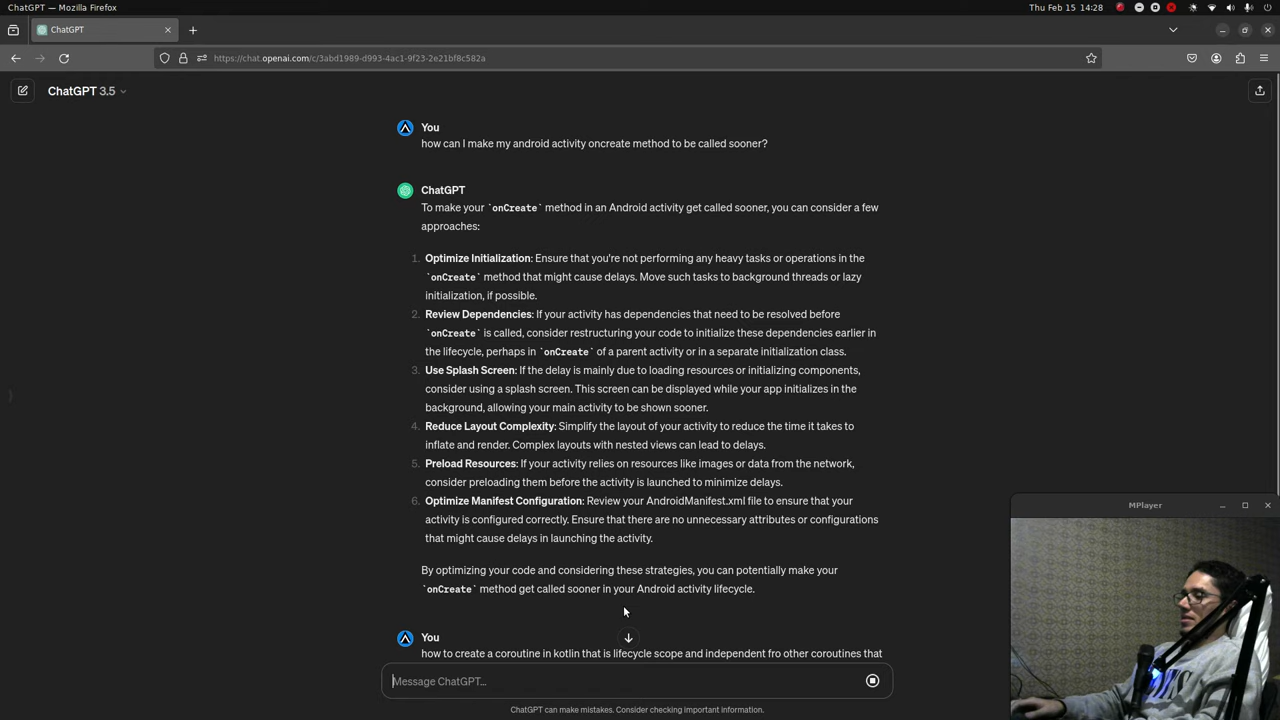 ChatGPT — Mozilla Firefox
Thu Feb 15 14:28
ChatGPT
https://chat.openai.com/c/3abd1989-d993-4ac1-9f23-2e21bf8c582a
ChatGPT 3.5
You
how can I make my android activity oncreate method to be called sooner?
ChatGPT
To make your `onCreate` method in an Android activity get called sooner, you can consider a few
approaches:
1. Optimize Initialization: Ensure that you're not performing any heavy tasks or operations in the
`onCreate` method that might cause delays. Move such tasks to background threads or lazy
initialization, if possible.
2. Review Dependencies: If your activity has dependencies that need to be resolved before
`onCreate` is called, consider restructuring your code to initialize these dependencies earlier in
the lifecycle, perhaps in `onCreate` of a parent activity or in a separate initialization class.
3. Use Splash Screen: If the delay is mainly due to loading resources or initializing components,
consider using a splash screen. This screen can be displayed while your app initializes in the
background, allowing your main activity to be shown sooner.
4. Reduce Layout Complexity: Simplify the layout of your activity to reduce the time it takes to
inflate and render. Complex layouts with nested views can lead to delays.
5. Preload Resources: If your activity relies on resources like images or data from the network,
consider preloading them before the activity is launched to minimize delays.
6. Optimize Manifest Configuration: Review your AndroidManifest.xml file to ensure that your
activity is configured correctly. Ensure that there are no unnecessary attributes or configurations
that might cause delays in launching the activity.
By optimizing your code and considering these strategies, you can potentially make your
`onCreate` method get called sooner in your Android activity lifecycle.
You
how to create a coroutine in kotlin that is lifecycle scope and independent fro other coroutines that
Message ChatGPT...
ChatGPT can make mistakes. Consider checking important information.
MPlayer